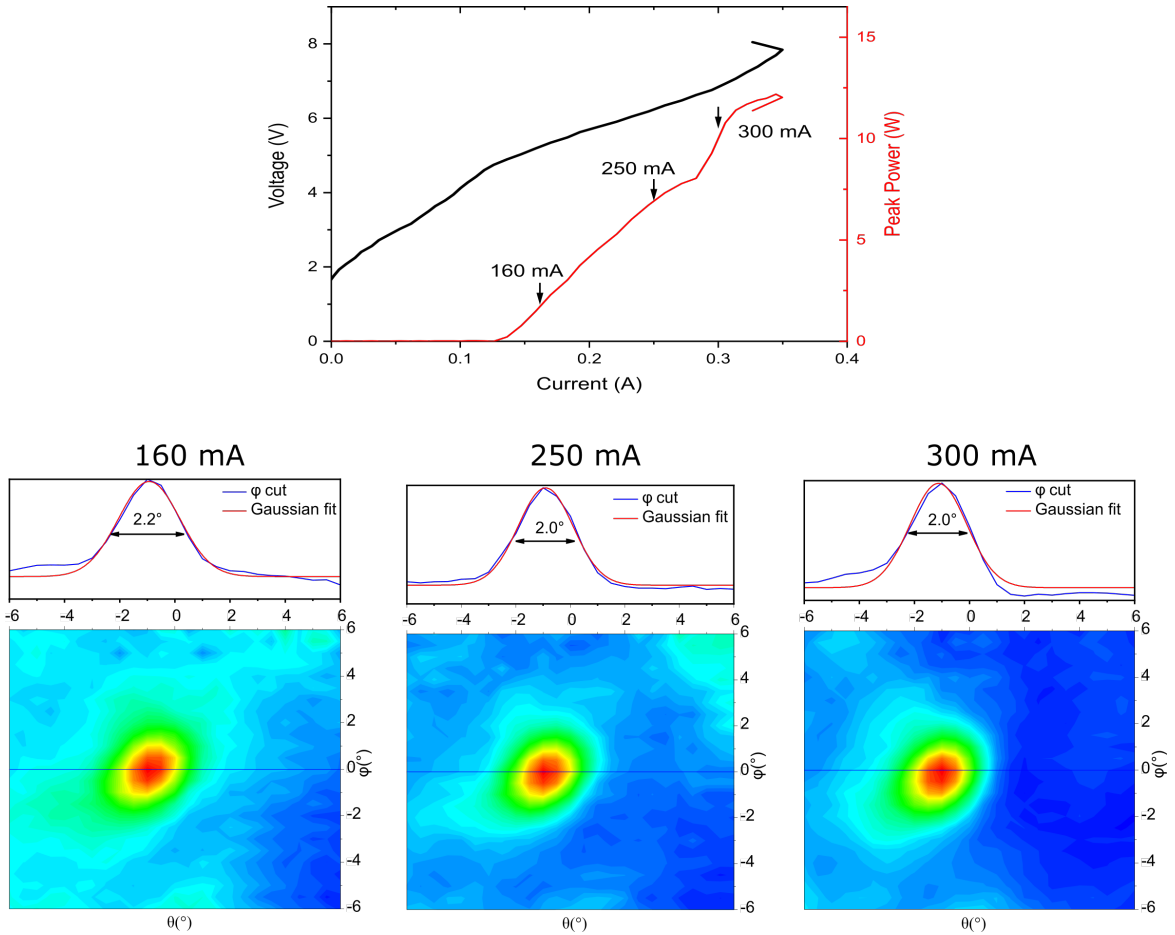 8
6
4
2
0
Voltage (V)
15
10
5
0
Peak Power (W)
300 mA
250 mA
160 mA
0.0 0.1 0.2 0.3 0.4
Current (A)
160 mA
φ cut
Gaussian fit
2.2°
-6 -4 -2 0 2 4 6
6
4
2
0
-2
-4
-6
φ(°)
θ(°)
250 mA
φ cut
Gaussian fit
2.0°
-6 -4 -2 0 2 4 6
6
4
2
0
-2
-4
-6
φ(°)
θ(°)
300 mA
φ cut
Gaussian fit
2.0°
-6 -4 -2 0 2 4 6
6
4
2
0
-2
-4
-6
φ(°)
θ(°)